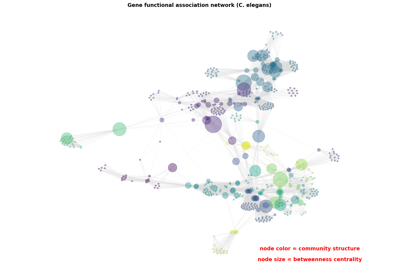 Gene functional association network (C. elegans)
node color = community structure
node size = betweenness centrality